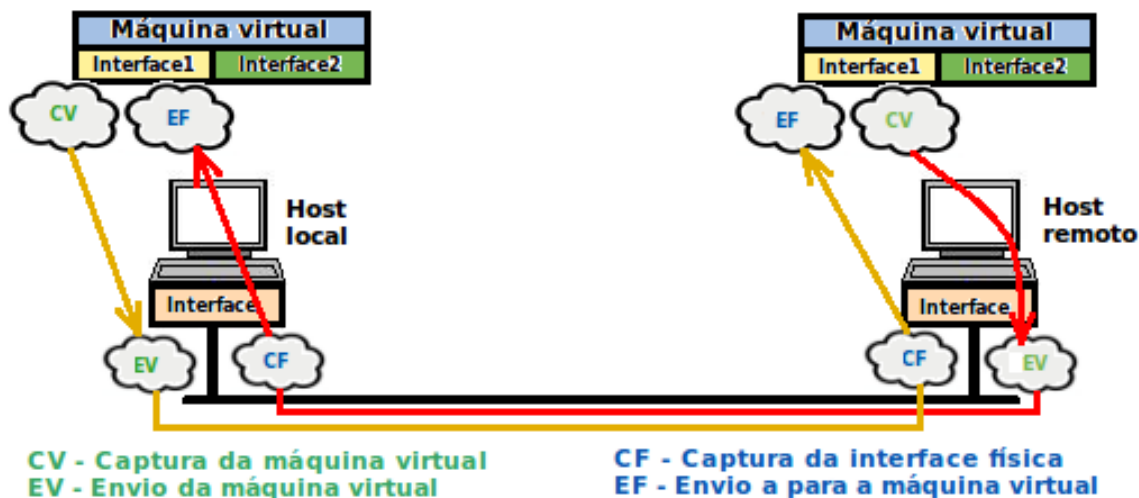 Máquina virtual
Interface1 Interface2
CV EF
Host
local
Interface
EV CF
Máquina virtual
Interface1 Interface2
EF CV
Host
remoto
Interface
CF EV
CV - Captura da máquina virtual
EV - Envio da máquina virtual
CF - Captura da interface física
EF - Envio a para a máquina virtual